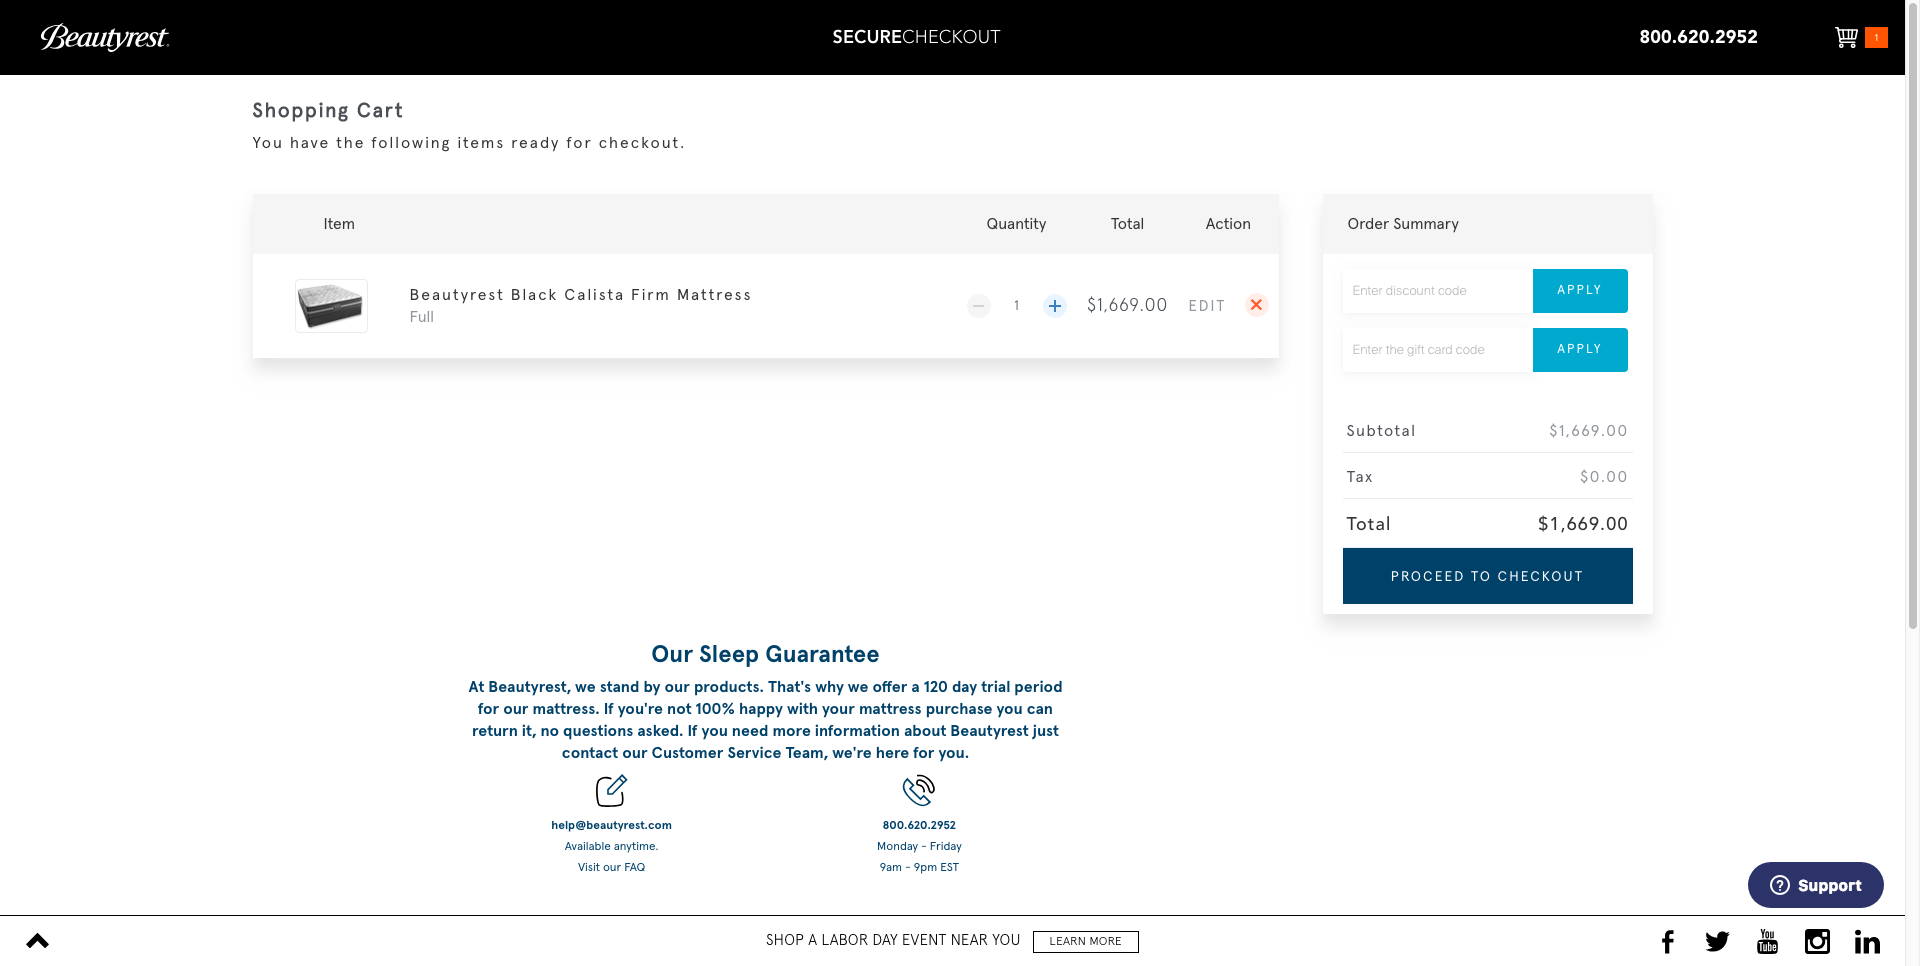 Beautyrest
SECURECHECKOUT
800.620.2952
1
Shopping Cart
You have the following items ready for checkout.
Item
Quantity
Total
Action
Beautyrest Black Calista Firm Mattress
Full
1
$1,669.00
EDIT
Order Summary
Enter discount code
APPLY
Enter the gift card code
APPLY
Subtotal
$1,669.00
Tax
$0.00
Total
$1,669.00
PROCEED TO CHECKOUT
Our Sleep Guarantee
At Beautyrest, we stand by our products. That's why we offer a 120 day trial period
for our mattress. If you're not 100% happy with your mattress purchase you can
return it, no questions asked. If you need more information about Beautyrest just
contact our Customer Service Team, we're here for you.
help@beautyrest.com
Available anytime.
Visit our FAQ
800.620.2952
Monday - Friday
9am - 9pm EST
Support
SHOP A LABOR DAY EVENT NEAR YOU
LEARN MORE
You
Tube